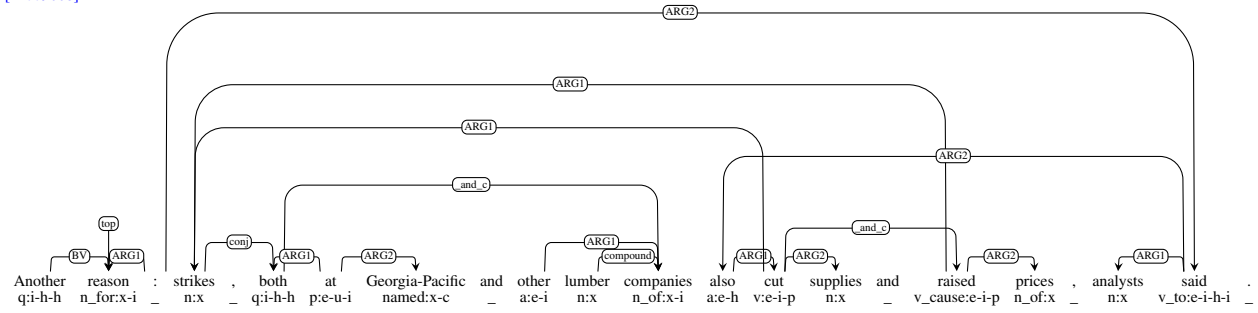 ARG2
ARG1
ARG1
ARG2
_and_c
top
_and_c
conj
ARG1
BV ARG1 ARG1 ARG2 compound ARG1 ARG2 ARG2 ARG1
Another reason : strikes , both at Georgia-Pacific and other lumber companies also cut supplies and raised prices , analysts said .
q:i-h-h n_for:x-i _ n:x _ q:i-h-h p:e-u-i named:x-c _ a:e-i n:x n_of:x-i a:e-h v:e-i-p n:x _ v_cause:e-i-p n_of:x _ n:x v_to:e-i-h-i _